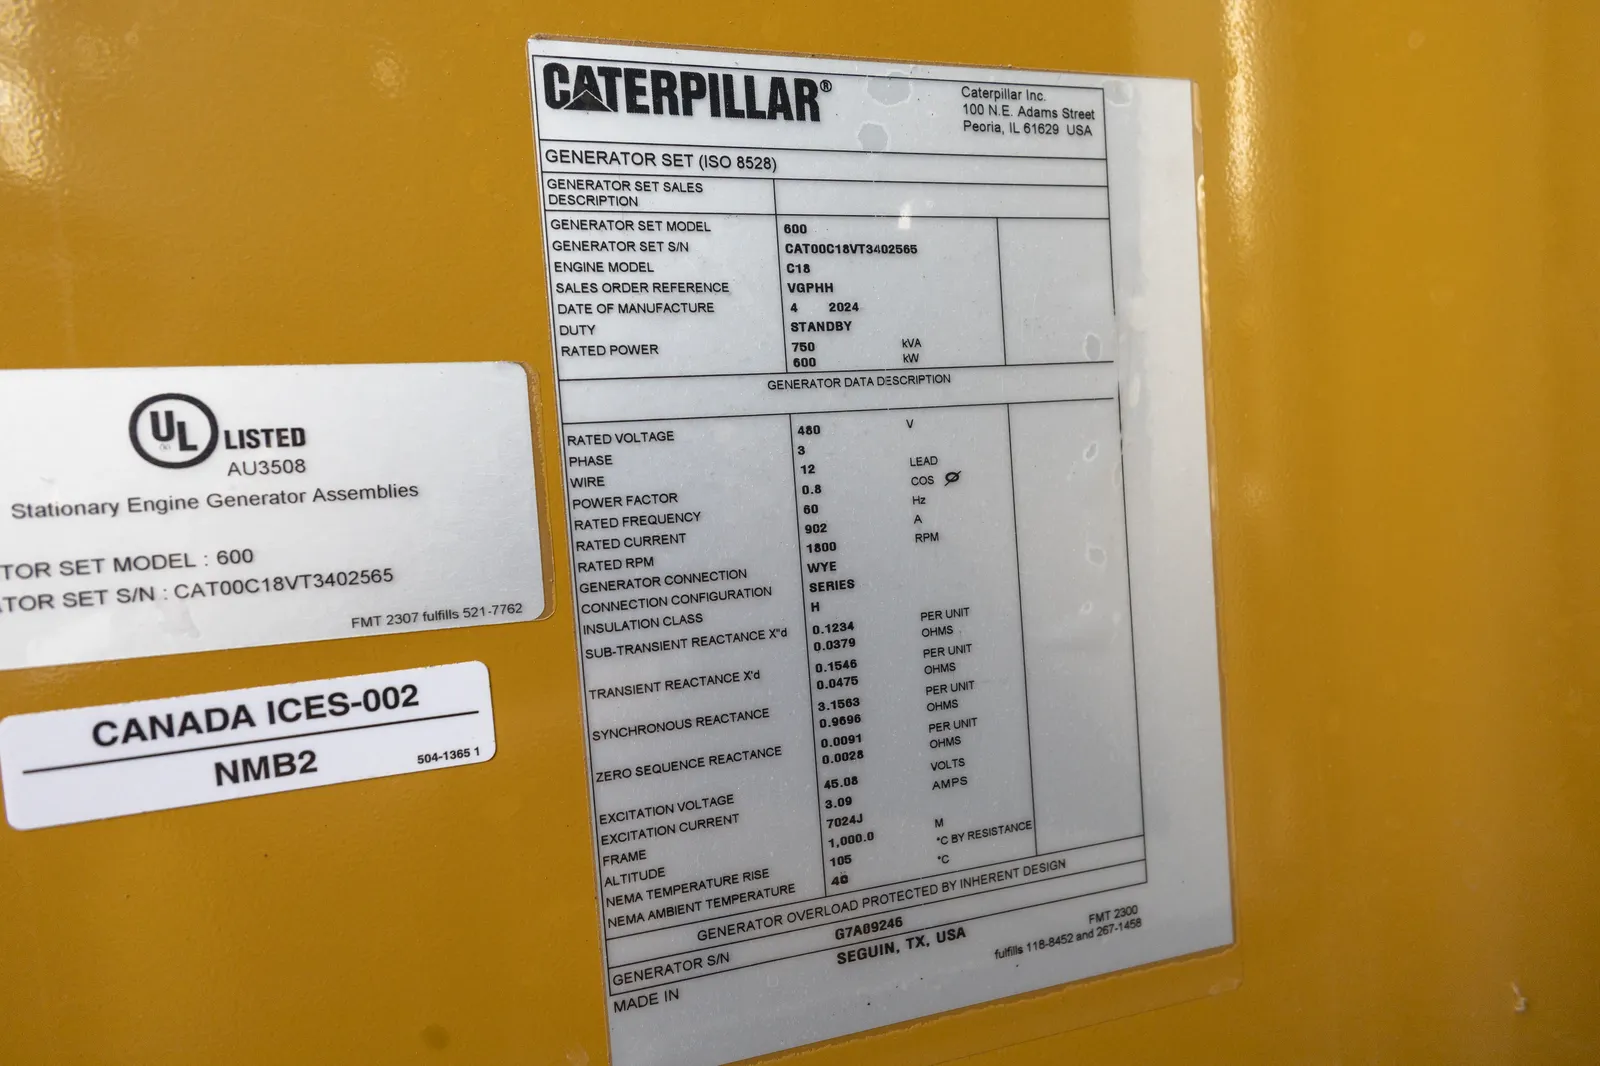 CATERPILLAR®
Caterpillar Inc.
100 N.E. Adams Street
Peoria, IL 61629 USA
GENERATOR SET (ISO 8528)
GENERATOR SET SALES
DESCRIPTION
GENERATOR SET MODEL 600
GENERATOR SET S/N CAT00C18VT3402565
ENGINE MODEL C18
SALES ORDER REFERENCE VGPHH
DATE OF MANUFACTURE 4 2024
DUTY STANDBY
RATED POWER 750 kVA
600 kW
GENERATOR DATA DESCRIPTION
RATED VOLTAGE 480 V
PHASE 3
WIRE 12 LEAD
POWER FACTOR 0.8 COS Ø
RATED FREQUENCY 60 Hz
RATED CURRENT 902 A
RATED RPM 1800 RPM
GENERATOR CONNECTION WYE
CONNECTION CONFIGURATION SERIES
INSULATION CLASS H
SUB-TRANSIENT REACTANCE X"d 0.1234 PER UNIT
0.0379 OHMS
TRANSIENT REACTANCE X'd 0.1546 PER UNIT
0.0475 OHMS
SYNCHRONOUS REACTANCE 3.1563 PER UNIT
0.9696 OHMS
ZERO SEQUENCE REACTANCE 0.0091 PER UNIT
0.0028 OHMS
EXCITATION VOLTAGE 45.08 VOLTS
EXCITATION CURRENT 3.09 AMPS
FRAME 7024J
ALTITUDE 1,000.0 M
NEMA TEMPERATURE RISE 105 °C BY RESISTANCE
NEMA AMBIENT TEMPERATURE 40 °C
GENERATOR OVERLOAD PROTECTED BY INHERENT DESIGN
GENERATOR S/N G7A09246
MADE IN SEGUIN, TX, USA
FMT 2300
fulfills 118-8452 and 267-1458
UL LISTED
AU3508
Stationary Engine Generator Assemblies
TOR SET MODEL : 600
TOR SET S/N : CAT00C18VT3402565
FMT 2307 fulfills 521-7762
CANADA ICES-002
NMB2
504-1365 1